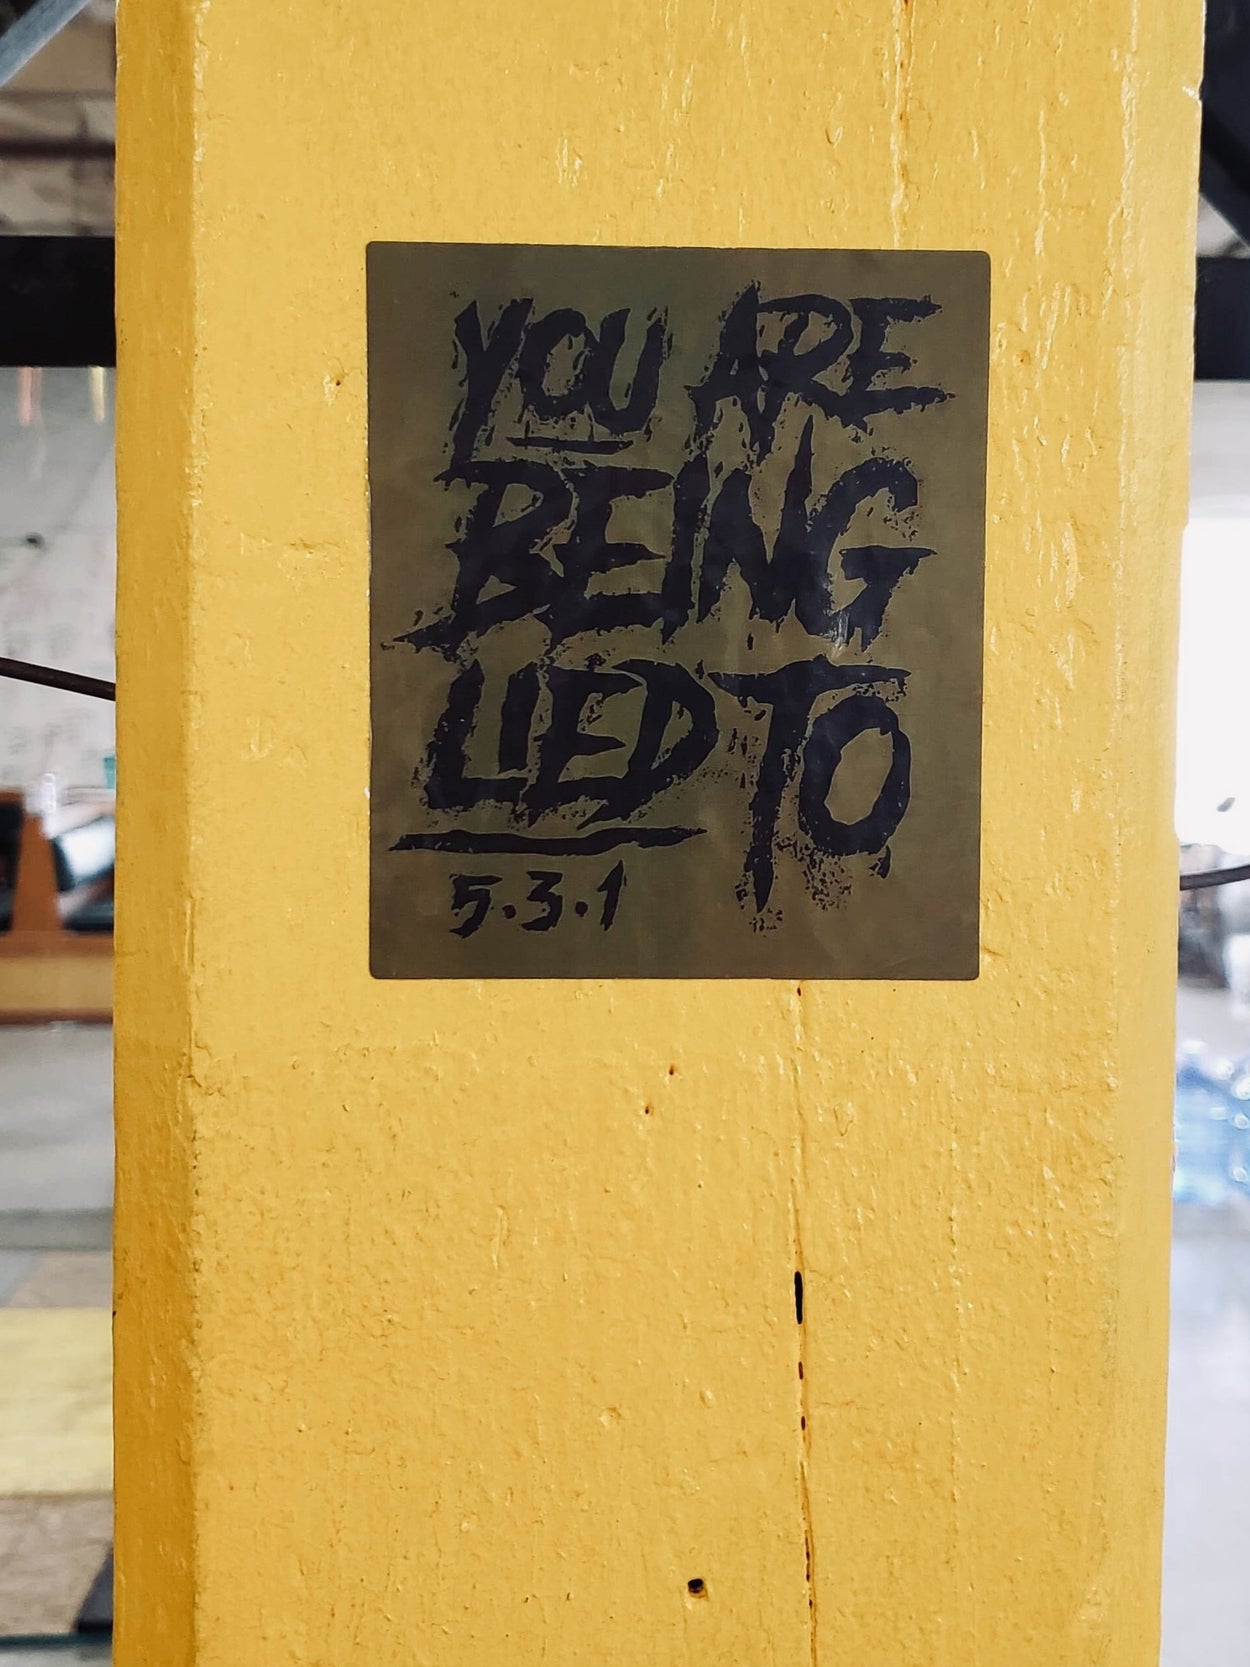 YOU ARE
BEING
LIED TO
5.3.1